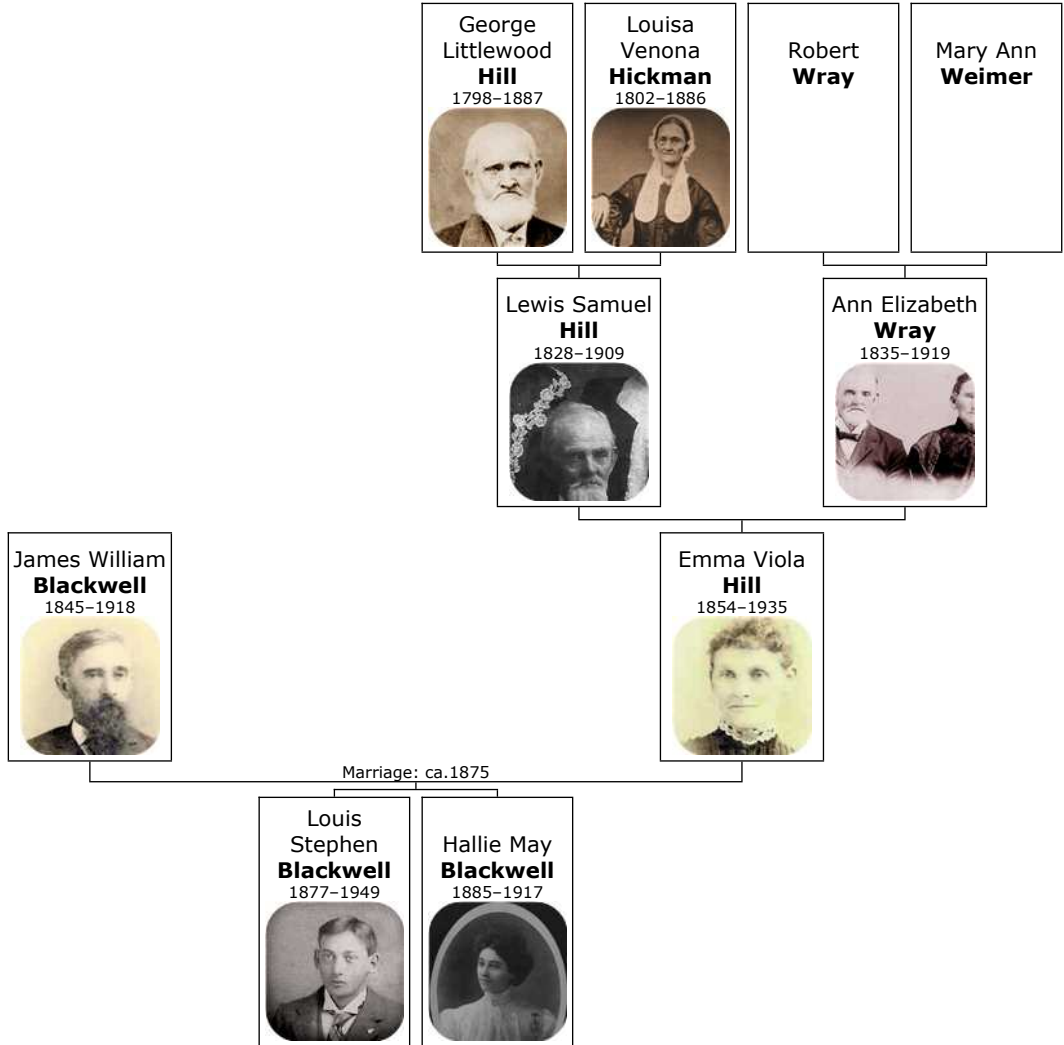 George
Littlewood
Hill
1798–1887
Louisa
Venona
Hickman
1802–1886
Robert
Wray
Mary Ann
Weimer
Lewis Samuel
Hill
1828–1909
Ann Elizabeth
Wray
1835–1919
James William
Blackwell
1845–1918
Emma Viola
Hill
1854–1935
Marriage: ca.1875
Louis
Stephen
Blackwell
1877–1949
Hallie May
Blackwell
1885–1917